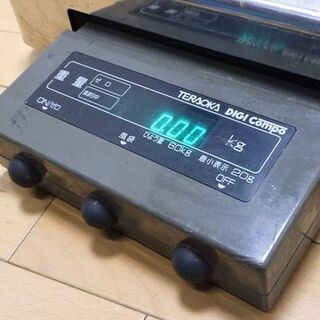 TERAOKA DIGI Compo
重量
ゼロ
0.00 kg
ON/ゼロ
風袋
ひょう量 60kg
最小表示 20g
OFF